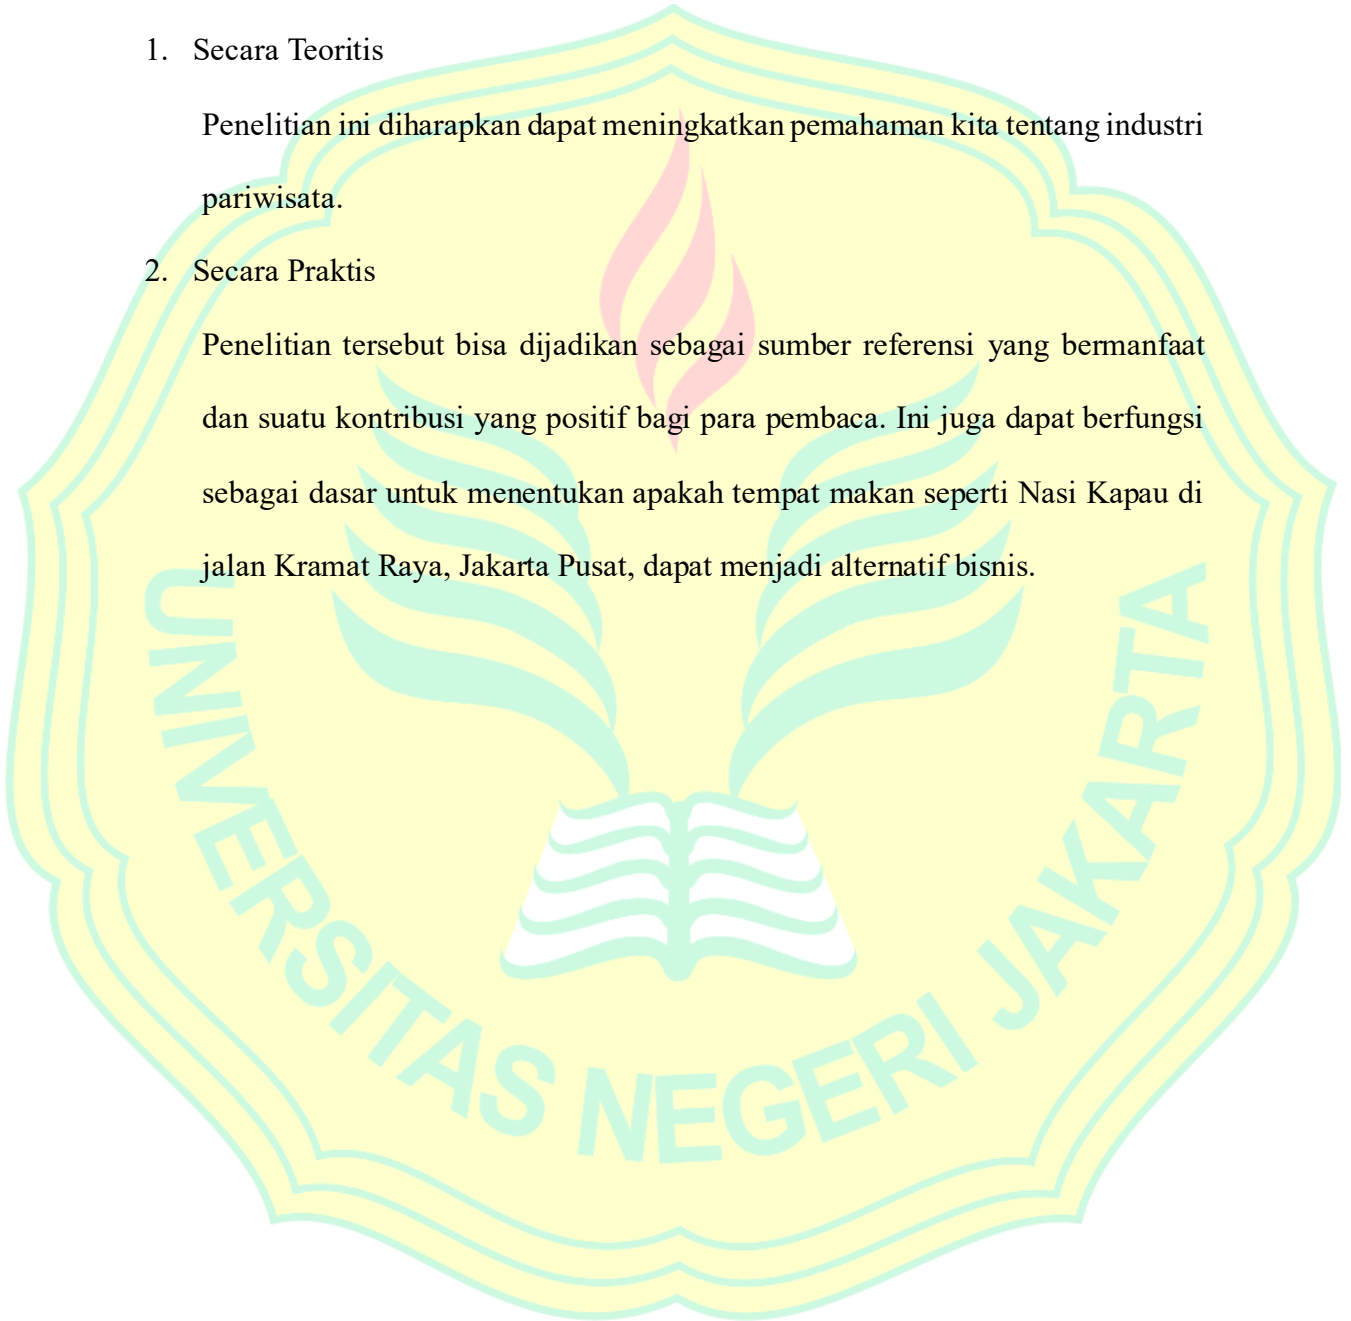 1. Secara Teoritis
Penelitian ini diharapkan dapat meningkatkan pemahaman kita tentang industri
pariwisata.
2. Secara Praktis
Penelitian tersebut bisa dijadikan sebagai sumber referensi yang bermanfaat
dan suatu kontribusi yang positif bagi para pembaca. Ini juga dapat berfungsi
sebagai dasar untuk menentukan apakah tempat makan seperti Nasi Kapau di
jalan Kramat Raya, Jakarta Pusat, dapat menjadi alternatif bisnis.
UNIVERSITAS NEGERI JAKARTA